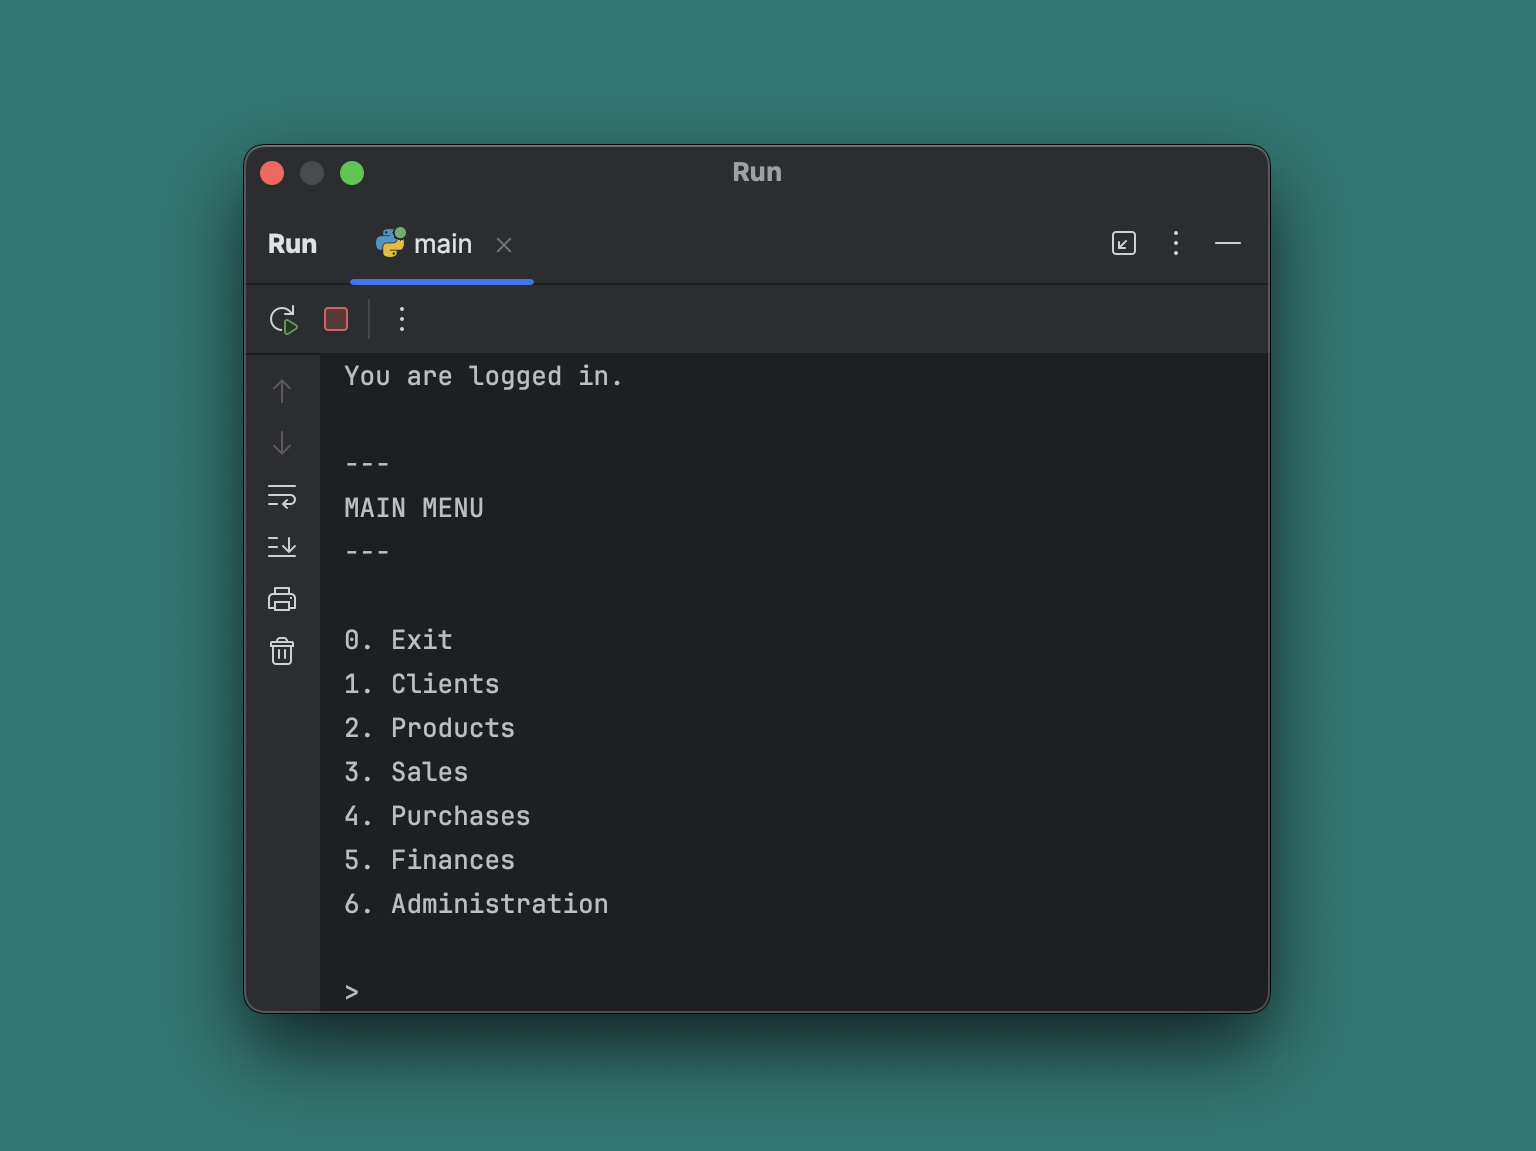 Run
Run main
You are logged in.
---
MAIN MENU
---
0. Exit
1. Clients
2. Products
3. Sales
4. Purchases
5. Finances
6. Administration
>